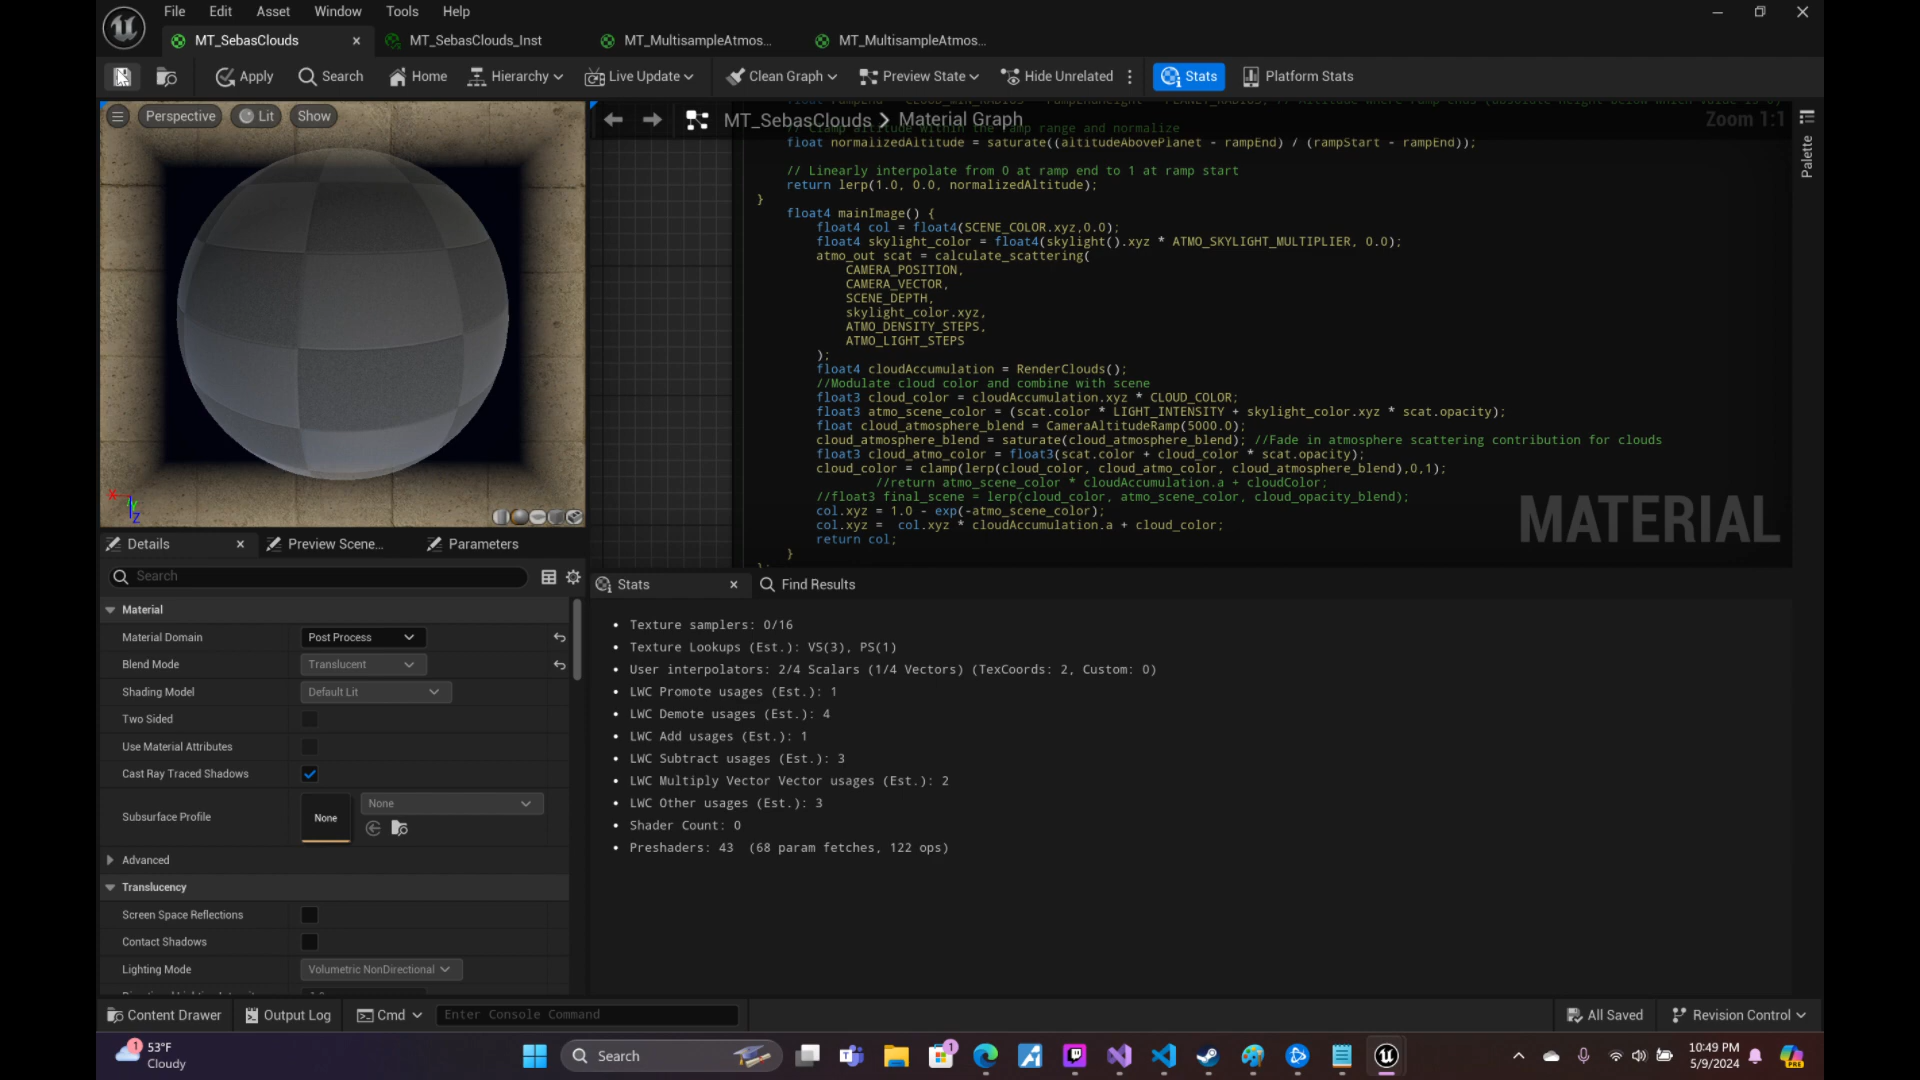 File Edit Asset Window Tools Help
MT_SebasClouds MT_SebasClouds_Inst MT_MultisampleAtmos... MT_MultisampleAtmos...
Apply Search Home Hierarchy Live Update Clean Graph Preview State Hide Unrelated Stats Platform Stats
Perspective Lit Show
MT_SebasClouds > Material Graph Zoom 1:1
Palette
// Clamp altitude within the ramp range and normalize
float normalizedAltitude = saturate((altitudeAbovePlanet - rampEnd) / (rampStart - rampEnd));
// Linearly interpolate from 0 at ramp end to 1 at ramp start
return lerp(1.0, 0.0, normalizedAltitude);
}
float4 mainImage() {
float4 col = float4(SCENE_COLOR.xyz,0.0);
float4 skylight_color = float4(skylight().xyz * ATMO_SKYLIGHT_MULTIPLIER, 0.0);
atmo_out scat = calculate_scattering(
CAMERA_POSITION,
CAMERA_VECTOR,
SCENE_DEPTH,
skylight_color.xyz,
ATMO_DENSITY_STEPS,
ATMO_LIGHT_STEPS
);
float4 cloudAccumulation = RenderClouds();
//Modulate cloud color and combine with scene
float3 cloud_color = cloudAccumulation.xyz * CLOUD_COLOR;
float3 atmo_scene_color = (scat.color * LIGHT_INTENSITY + skylight_color.xyz * scat.opacity);
float cloud_atmosphere_blend = CameraAltitudeRamp(5000.0);
cloud_atmosphere_blend = saturate(cloud_atmosphere_blend); //Fade in atmosphere scattering contribution for clouds
float3 cloud_atmo_color = float3(scat.color + cloud_color * scat.opacity);
cloud_color = clamp(lerp(cloud_color, cloud_atmo_color, cloud_atmosphere_blend),0,1);
//return atmo_scene_color * cloudAccumulation.a + cloudColor;
//float3 final_scene = lerp(cloud_color, atmo_scene_color, cloud_opacity_blend);
col.xyz = 1.0 - exp(-atmo_scene_color);
col.xyz = col.xyz * cloudAccumulation.a + cloud_color;
return col;
}
MATERIAL
X Y Z
Details Preview Scene... Parameters
Search
Material
Material Domain Post Process
Blend Mode Translucent
Shading Model Default Lit
Two Sided
Use Material Attributes
Cast Ray Traced Shadows
Subsurface Profile None None
Advanced
Translucency
Screen Space Reflections
Contact Shadows
Lighting Mode Volumetric NonDirectional
Stats Find Results
• Texture samplers: 0/16
• Texture Lookups (Est.): VS(3), PS(1)
• User interpolators: 2/4 Scalars (1/4 Vectors) (TexCoords: 2, Custom: 0)
• LWC Promote usages (Est.): 1
• LWC Demote usages (Est.): 4
• LWC Add usages (Est.): 1
• LWC Subtract usages (Est.): 3
• LWC Multiply Vector Vector usages (Est.): 2
• LWC Other usages (Est.): 3
• Shader Count: 0
• Preshaders: 43 (68 param fetches, 122 ops)
Content Drawer Output Log Cmd Enter Console Command All Saved Revision Control
1 53°F
Cloudy
Search
1
10:49 PM
5/9/2024
PRE